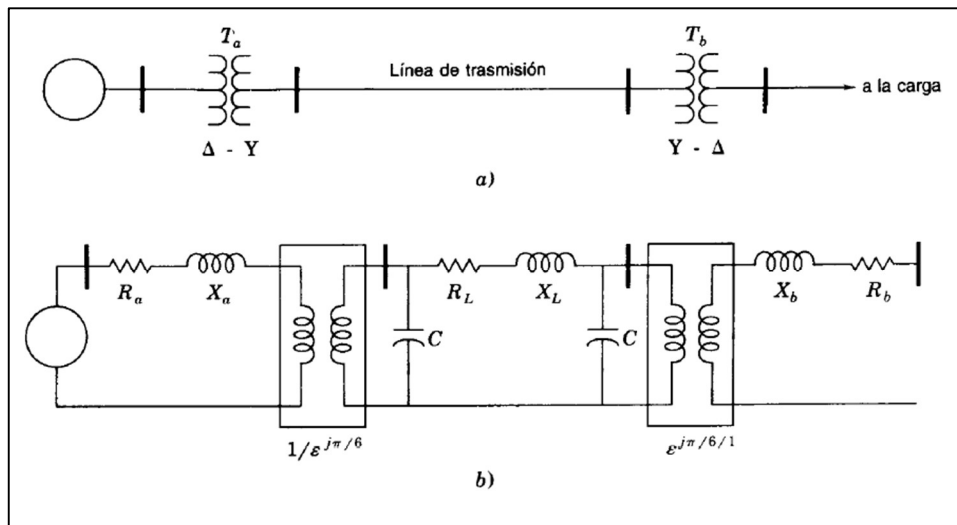 T_a
T_b
Línea de trasmisión
a la carga
Δ - Y
Y - Δ
a)
R_a
X_a
C
R_L
X_L
C
X_b
R_b
1/ε^{jπ/6}
ε^{jπ/6/1}
b)